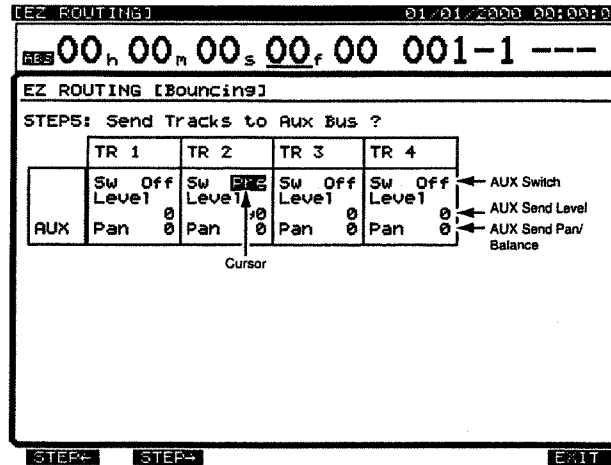 [EZ ROUTING] 01/01/2000 00:00:0
ABS 00h 00m 00s 00f 00 001-1 ---
EZ ROUTING [Bouncing]
STEP5: Send Tracks to Aux Bus ?
TR 1 TR 2 TR 3 TR 4
Sw Off Sw Pre Sw Off Sw Off AUX Switch
Level Level Level Level
0 0 0 0 AUX Send Level
AUX Pan 0 Pan 0 Pan 0 Pan 0 AUX Send Pan/
Balance
Cursor
STEP← STEP→ EXIT